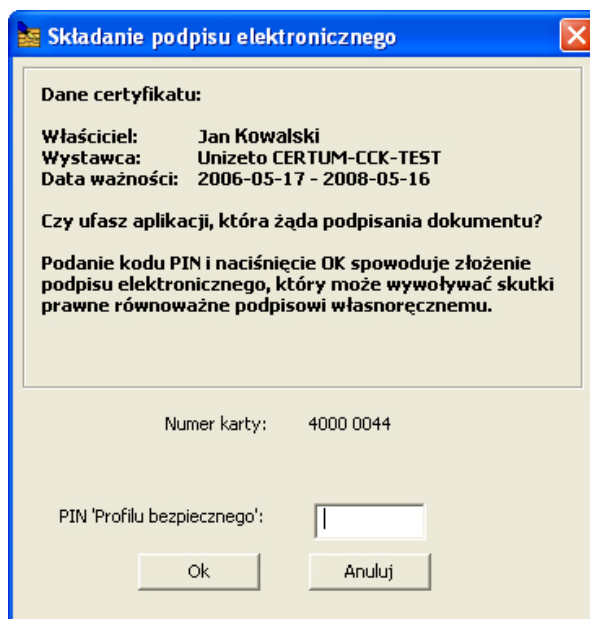 Składanie podpisu elektronicznego
Dane certyfikatu:
Właściciel: Jan Kowalski
Wystawca: Unizeto CERTUM-CCK-TEST
Data ważności: 2006-05-17 - 2008-05-16
Czy ufasz aplikacji, która żąda podpisania dokumentu?
Podanie kodu PIN i naciśnięcie OK spowoduje złożenie
podpisu elektronicznego, który może wywoływać skutki
prawne równoważne podpisowi własnoręcznemu.
Numer karty: 4000 0044
PIN 'Profilu bezpiecznego':
Ok Anuluj